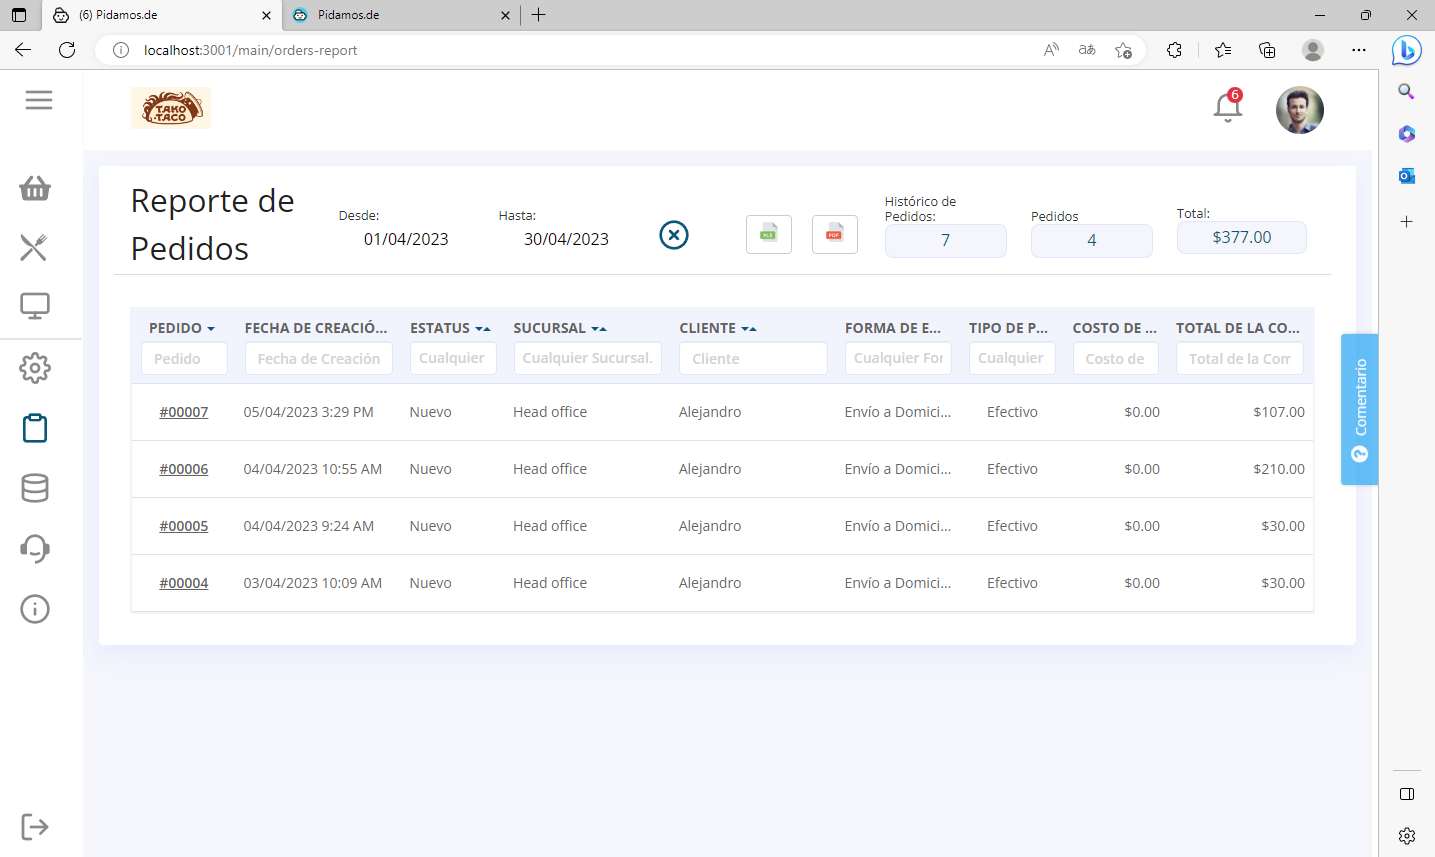 (6) Pidamos.de
Pidamos.de
localhost:3001/main/orders-report
TAKO
TACO
6
Reporte de
Pedidos
Desde:
01/04/2023
Hasta:
30/04/2023
XLS
PDF
Histórico de
Pedidos:
7
Pedidos
4
Total:
$377.00
PEDIDO FECHA DE CREACIÓ... ESTATUS SUCURSAL CLIENTE FORMA DE E... TIPO DE P... COSTO DE ... TOTAL DE LA CO...
Pedido Fecha de Creación Cualquier Cualquier Sucursal. Cliente Cualquier For Cualquier Costo de Total de la Com
#00007 05/04/2023 3:29 PM Nuevo Head office Alejandro Envío a Domici... Efectivo $0.00 $107.00
#00006 04/04/2023 10:55 AM Nuevo Head office Alejandro Envío a Domici... Efectivo $0.00 $210.00
#00005 04/04/2023 9:24 AM Nuevo Head office Alejandro Envío a Domici... Efectivo $0.00 $30.00
#00004 03/04/2023 10:09 AM Nuevo Head office Alejandro Envío a Domici... Efectivo $0.00 $30.00
Comentario